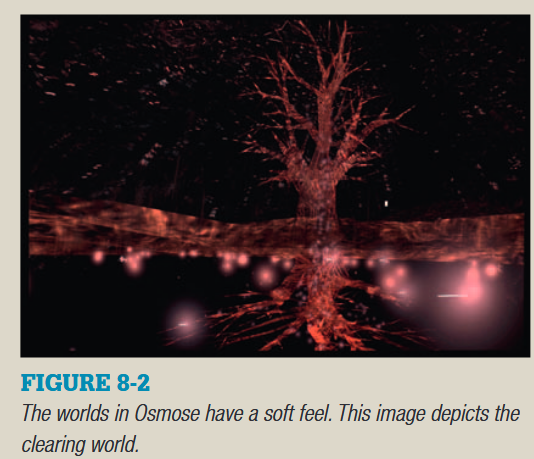 FIGURE 8-2
The worlds in Osmose have a soft feel. This image depicts the
clearing world.